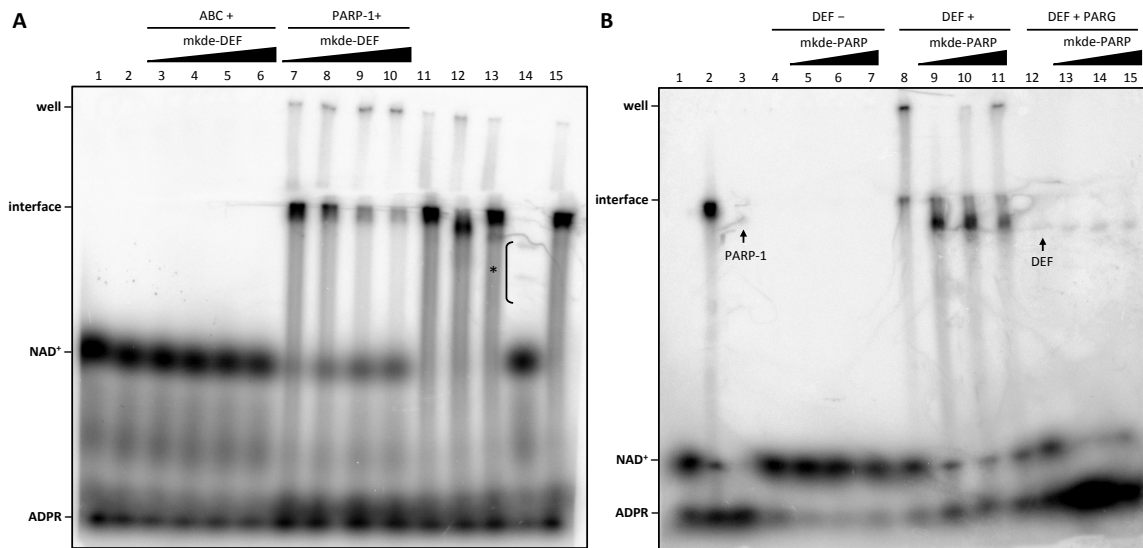 A
ABC +
PARP-1+
mkde-DEF
mkde-DEF
1 2 3 4 5 6 7 8 9 10 11 12 13 14 15
well
interface
*
NAD+
ADPR
B
DEF –
DEF +
DEF + PARG
mkde-PARP
mkde-PARP
mkde-PARP
1 2 3 4 5 6 7 8 9 10 11 12 13 14 15
well
interface
PARP-1
DEF
NAD+
ADPR